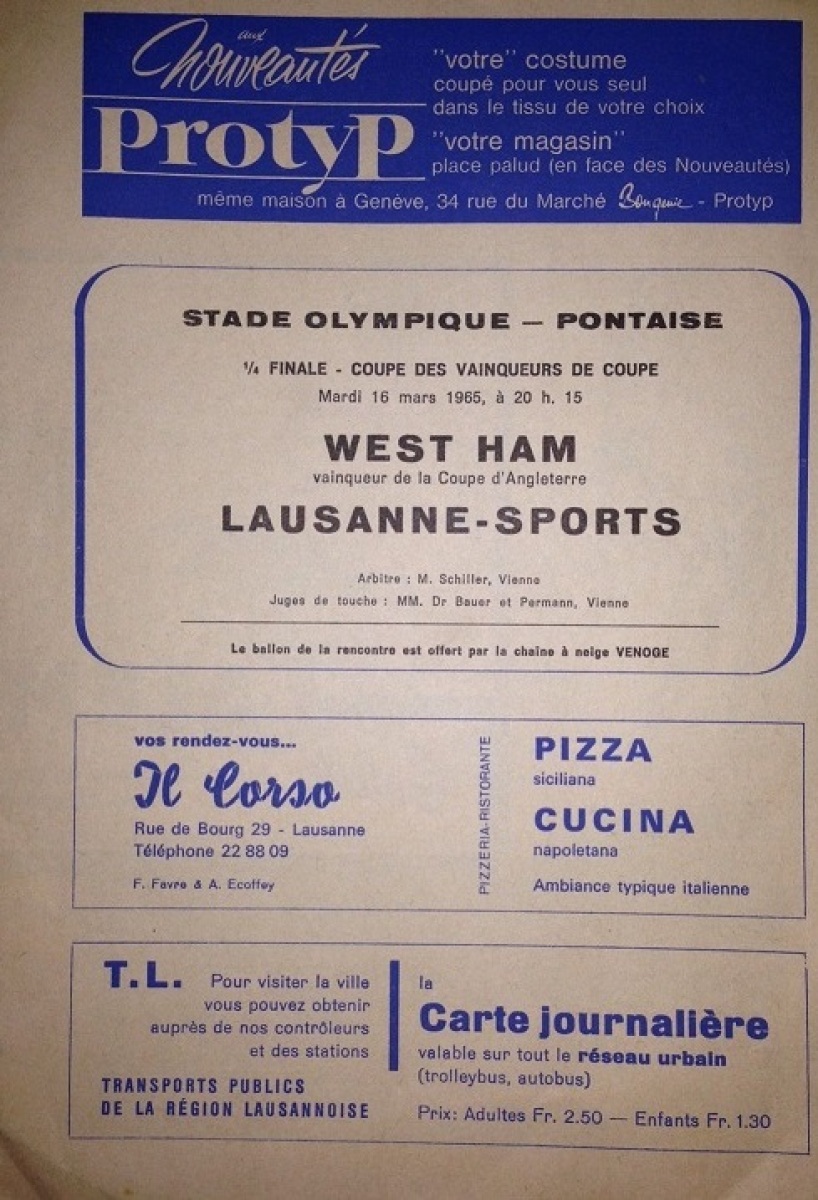 aux
Nouveautés
Protyp
"votre" costume
coupé pour vous seul
dans le tissu de votre choix
"votre magasin"
place palud (en face des Nouveautés)
même maison à Genève, 34 rue du Marché Bongénie - Protyp
STADE OLYMPIQUE — PONTAISE
¼ FINALE - COUPE DES VAINQUEURS DE COUPE
Mardi 16 mars 1965, à 20 h. 15
WEST HAM
vainqueur de la Coupe d'Angleterre
LAUSANNE-SPORTS
Arbitre : M. Schiller, Vienne
Juges de touche : MM. Dr Bauer et Permann, Vienne
Le ballon de la rencontre est offert par la chaîne à neige VENOGE
vos rendez-vous...
Il Corso
Rue de Bourg 29 - Lausanne
Téléphone 22 88 09
F. Favre & A. Ecoffey
PIZZERIA-RISTORANTE
PIZZA
siciliana
CUCINA
napoletana
Ambiance typique italienne
T.L. Pour visiter la ville
vous pouvez obtenir
auprès de nos contrôleurs
et des stations
TRANSPORTS PUBLICS
DE LA RÉGION LAUSANNOISE
la
Carte journalière
valable sur tout le réseau urbain
(trolleybus, autobus)
Prix: Adultes Fr. 2.50 — Enfants Fr. 1.30